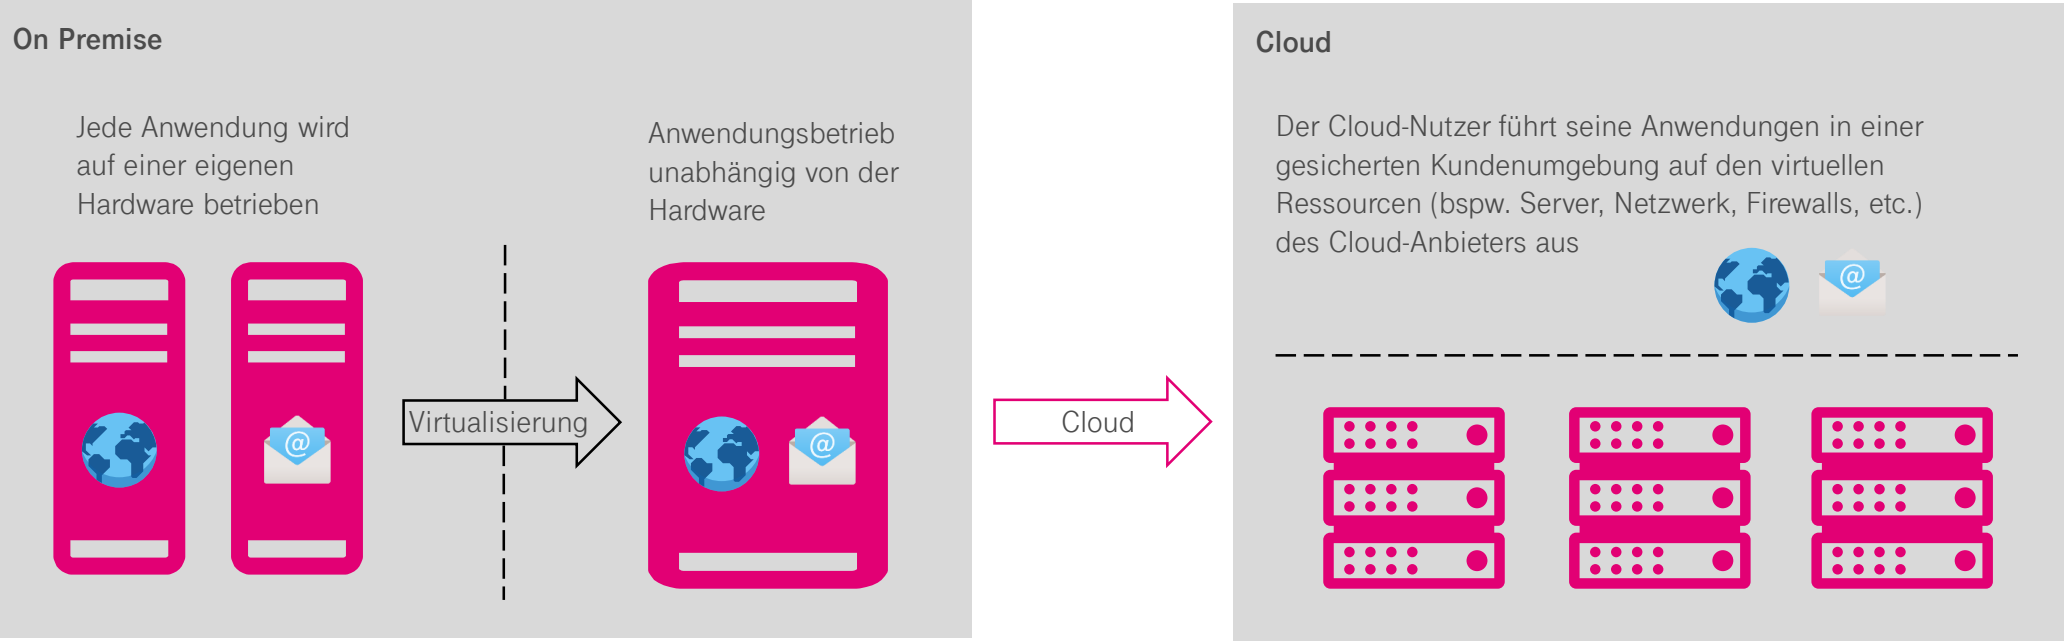 On Premise
Jede Anwendung wird
auf einer eigenen
Hardware betrieben
Virtualisierung
Anwendungsbetrieb
unabhängig von der
Hardware
@
@
Cloud
Cloud
Der Cloud-Nutzer führt seine Anwendungen in einer
gesicherten Kundenumgebung auf den virtuellen
Ressourcen (bspw. Server, Netzwerk, Firewalls, etc.)
des Cloud-Anbieters aus
@